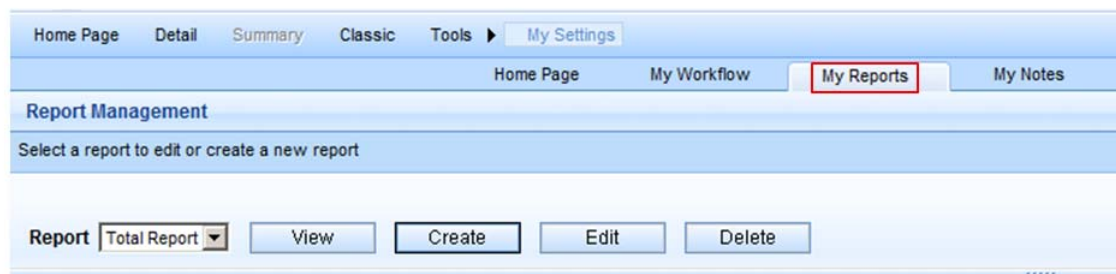 Home Page Detail Summary Classic Tools My Settings
Home Page My Workflow My Reports My Notes
Report Management
Select a report to edit or create a new report
Report Total Report View Create Edit Delete